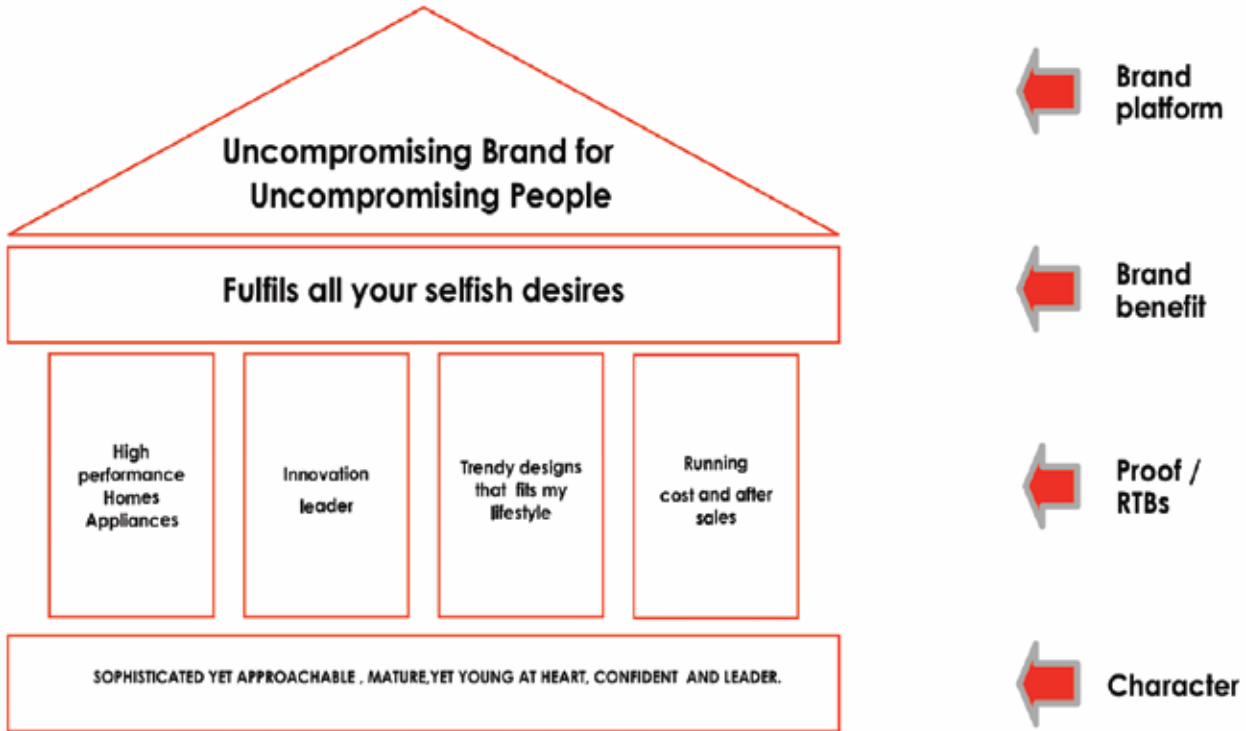 Uncompromising Brand for
Uncompromising People
Brand
platform
Fulfils all your selfish desires
Brand
benefit
High
performance
Homes
Appliances
Innovation
leader
Trendy designs
that fits my
lifestyle
Running
cost and after
sales
Proof /
RTBs
SOPHISTICATED YET APPROACHABLE , MATURE,YET YOUNG AT HEART, CONFIDENT AND LEADER.
Character